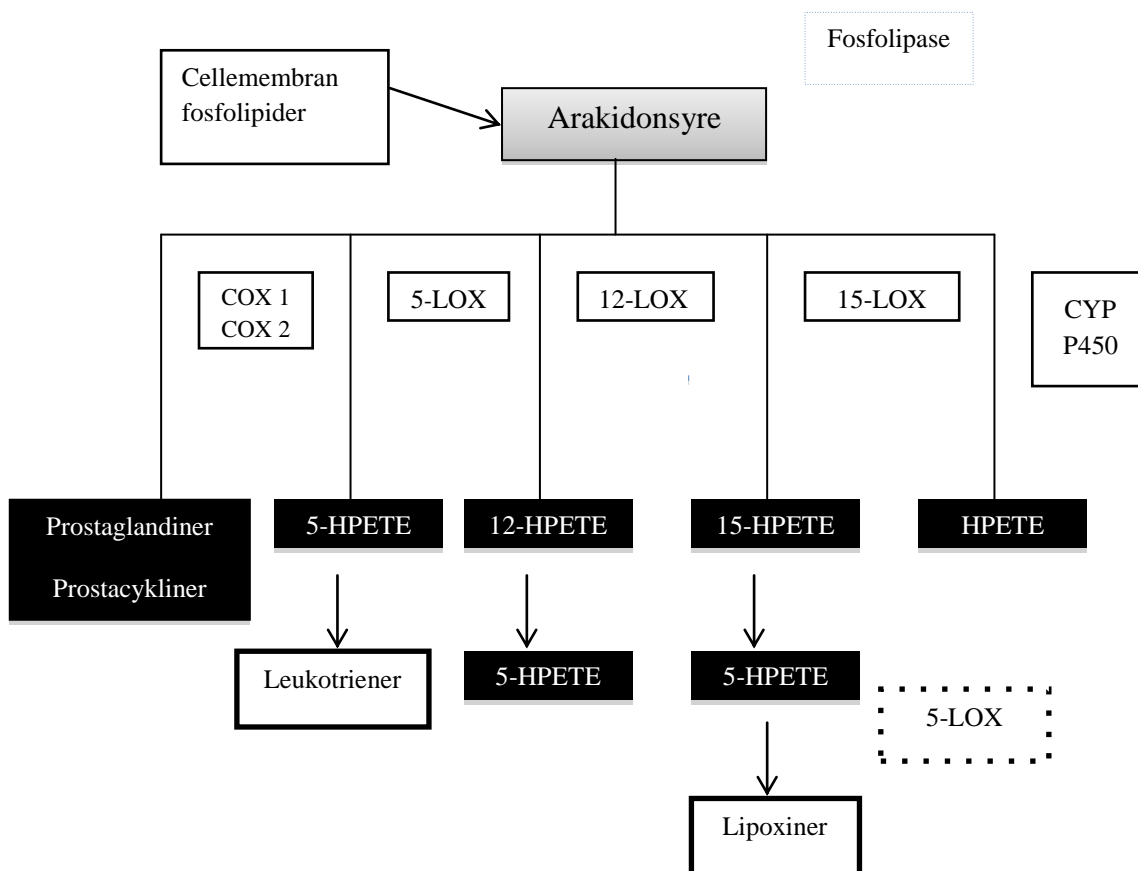 Fosfolipase
Cellemembran
fosfolipider
Arakidonsyre
COX 1
COX 2
5-LOX
12-LOX
15-LOX
CYP
P450
Prostaglandiner
Prostacykliner
5-HPETE
12-HPETE
15-HPETE
HPETE
Leukotriener
5-HPETE
5-HPETE
5-LOX
Lipoxiner